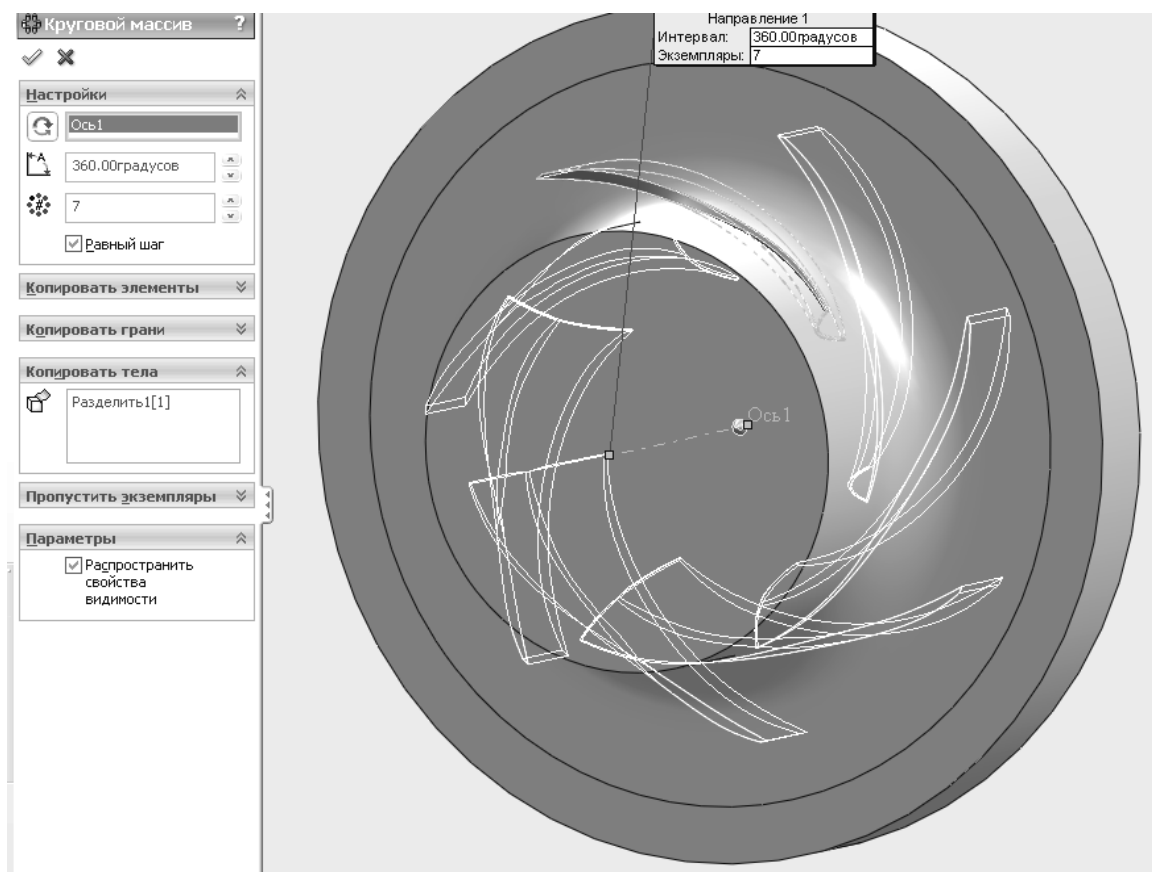 Круговой массив ?
Настройки
Ось1
360.00градусов
7
Равный шаг
Копировать элементы
Копировать грани
Копировать тела
Разделить1[1]
Пропустить экземпляры
Параметры
Распространить
свойства
видимости
Направление 1
Интервал: 360.00градусов
Экземпляры: 7
Ось1